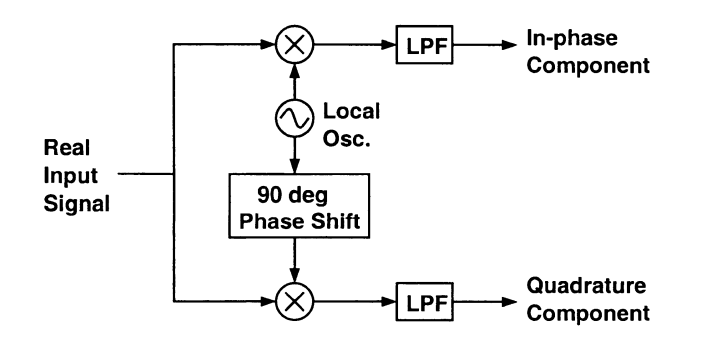 LPF
In-phase
Component
Local
Osc.
Real
Input
Signal
90 deg
Phase Shift
LPF
Quadrature
Component